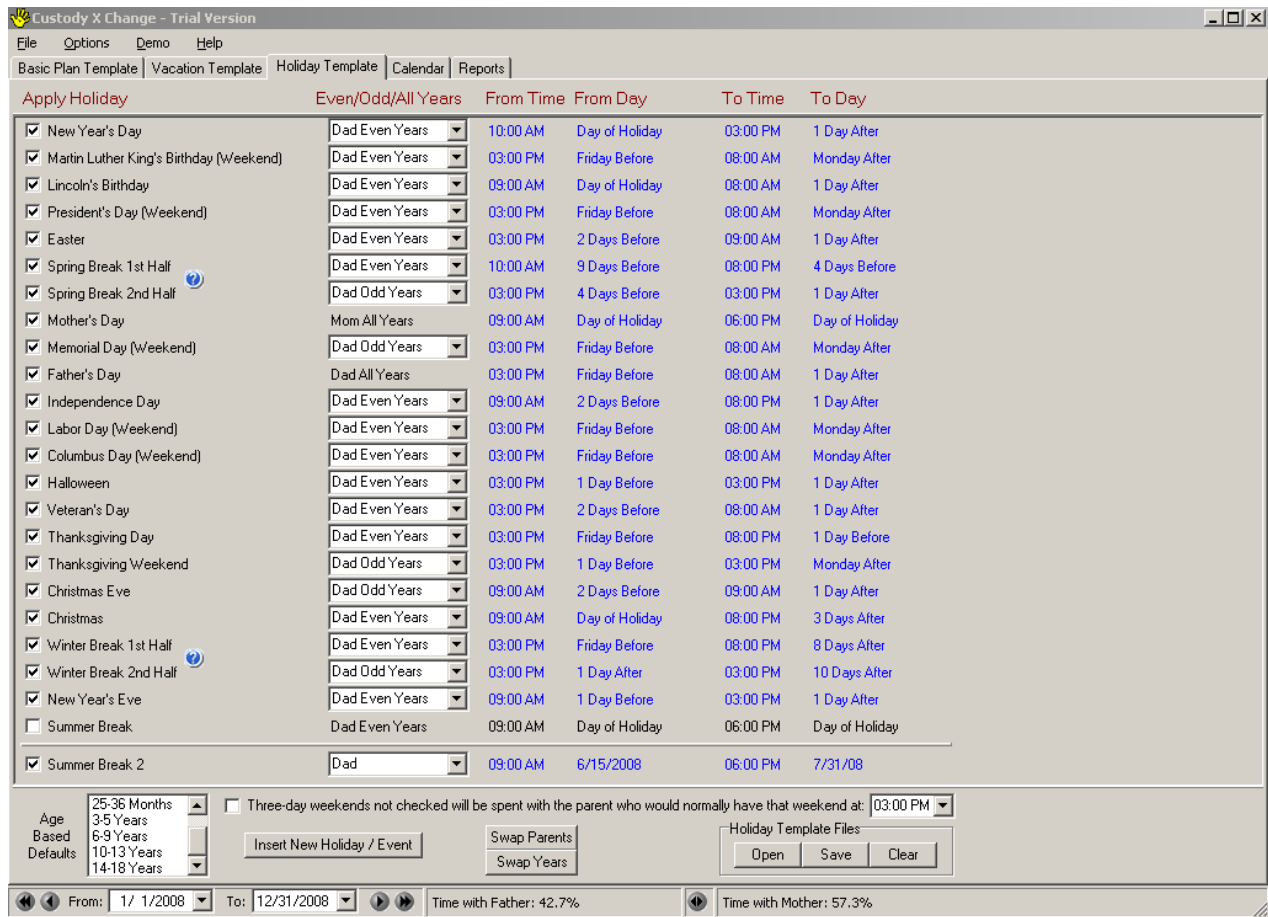 Custody X Change - Trial Version
File Options Demo Help
Basic Plan Template Vacation Template Holiday Template Calendar Reports
Apply Holiday Even/Odd/All Years From Time From Day To Time To Day
New Year's Day Dad Even Years 10:00 AM Day of Holiday 03:00 PM 1 Day After
Martin Luther King's Birthday (Weekend) Dad Even Years 03:00 PM Friday Before 08:00 AM Monday After
Lincoln's Birthday Dad Even Years 09:00 AM Day of Holiday 08:00 AM 1 Day After
President's Day (Weekend) Dad Even Years 03:00 PM Friday Before 08:00 AM Monday After
Easter Dad Even Years 03:00 PM 2 Days Before 09:00 AM 1 Day After
Spring Break 1st Half Dad Even Years 10:00 AM 9 Days Before 08:00 PM 4 Days Before
Spring Break 2nd Half Dad Odd Years 03:00 PM 4 Days Before 03:00 PM 1 Day After
Mother's Day Mom All Years 09:00 AM Day of Holiday 06:00 PM Day of Holiday
Memorial Day (Weekend) Dad Odd Years 03:00 PM Friday Before 08:00 AM Monday After
Father's Day Dad All Years 03:00 PM Friday Before 08:00 AM 1 Day After
Independence Day Dad Even Years 09:00 AM 2 Days Before 08:00 PM 1 Day After
Labor Day (Weekend) Dad Even Years 03:00 PM Friday Before 08:00 AM Monday After
Columbus Day (Weekend) Dad Even Years 03:00 PM Friday Before 08:00 AM Monday After
Halloween Dad Even Years 03:00 PM 1 Day Before 03:00 PM 1 Day After
Veteran's Day Dad Even Years 03:00 PM 2 Days Before 08:00 AM 1 Day After
Thanksgiving Day Dad Even Years 03:00 PM Friday Before 08:00 PM 1 Day Before
Thanksgiving Weekend Dad Odd Years 03:00 PM 1 Day Before 03:00 PM Monday After
Christmas Eve Dad Odd Years 09:00 AM 2 Days Before 09:00 AM 1 Day After
Christmas Dad Even Years 09:00 AM Day of Holiday 08:00 PM 3 Days After
Winter Break 1st Half Dad Even Years 03:00 PM Friday Before 08:00 PM 8 Days After
Winter Break 2nd Half Dad Odd Years 03:00 PM 1 Day After 03:00 PM 10 Days After
New Year's Eve Dad Even Years 09:00 AM 1 Day Before 03:00 PM 1 Day After
Summer Break Dad Even Years 09:00 AM Day of Holiday 06:00 PM Day of Holiday
Summer Break 2 Dad 09:00 AM 6/15/2008 06:00 PM 7/31/08
Age Based Defaults
25-36 Months
3-5 Years
6-9 Years
10-13 Years
14-18 Years
Three-day weekends not checked will be spent with the parent who would normally have that weekend at: 03:00 PM
Insert New Holiday / Event
Swap Parents
Swap Years
Holiday Template Files
Open Save Clear
From: 1/ 1/2008 To: 12/31/2008 Time with Father: 42.7% Time with Mother: 57.3%